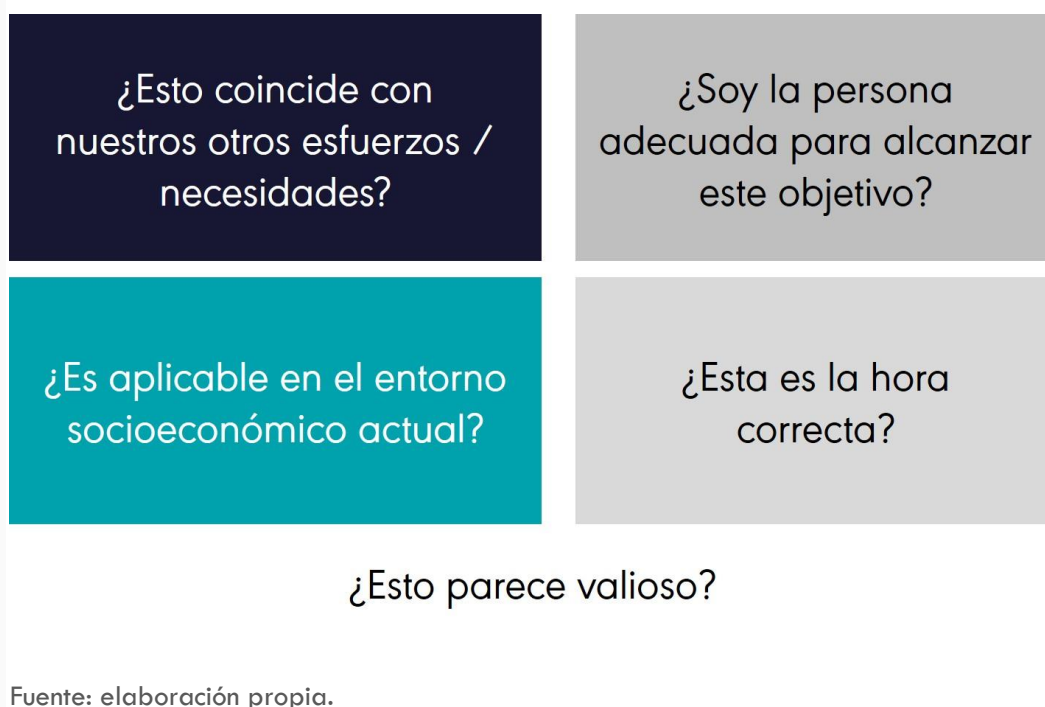 ¿Esto coincide con
nuestros otros esfuerzos /
necesidades?
¿Soy la persona
adecuada para alcanzar
este objetivo?
¿Es aplicable en el entorno
socioeconómico actual?
¿Esta es la hora
correcta?
¿Esto parece valioso?
Fuente: elaboración propia.